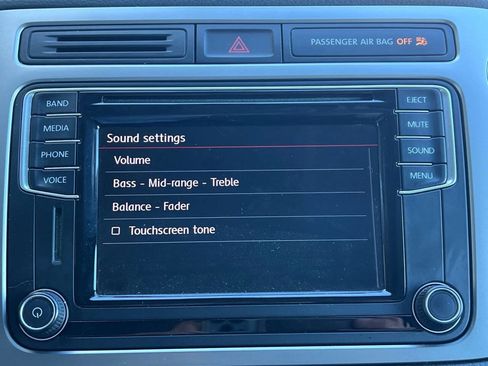 PASSENGER AIR BAG OFF
BAND
MEDIA
PHONE
VOICE
Sound settings
Volume
Bass - Mid-range - Treble
Balance - Fader
Touchscreen tone
EJECT
MUTE
SOUND
MENU